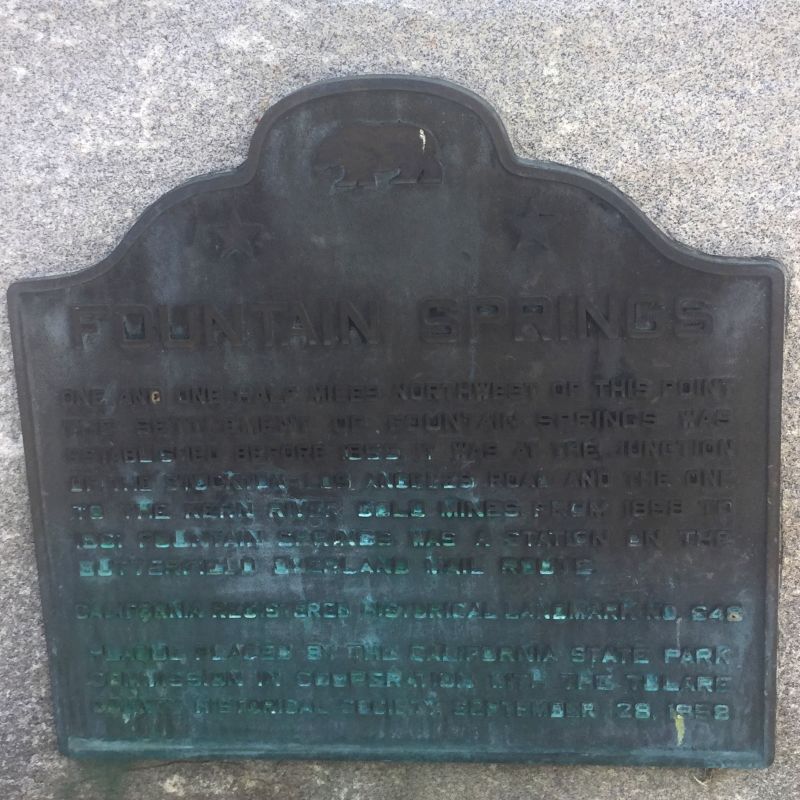 FOUNTAIN SPRINGS
ONE AND ONE-HALF MILES NORTHWEST OF THIS POINT
THE SETTLEMENT OF FOUNTAIN SPRINGS WAS
ESTABLISHED BEFORE 1855 IT WAS AT THE JUNCTION
OF THE STOCKTON-LOS ANGELES ROAD AND THE ONE
TO THE KERN RIVER GOLD MINES FROM 1858 TO
1861 FOUNTAIN SPRINGS WAS A STATION ON THE
BUTTERFIELD OVERLAND MAIL ROUTE
CALIFORNIA REGISTERED HISTORICAL LANDMARK NO. 648
PLAQUE PLACED BY THE CALIFORNIA STATE PARK
COMMISSION IN COOPERATION WITH THE TULARE
COUNTY HISTORICAL SOCIETY, SEPTEMBER 28, 1958